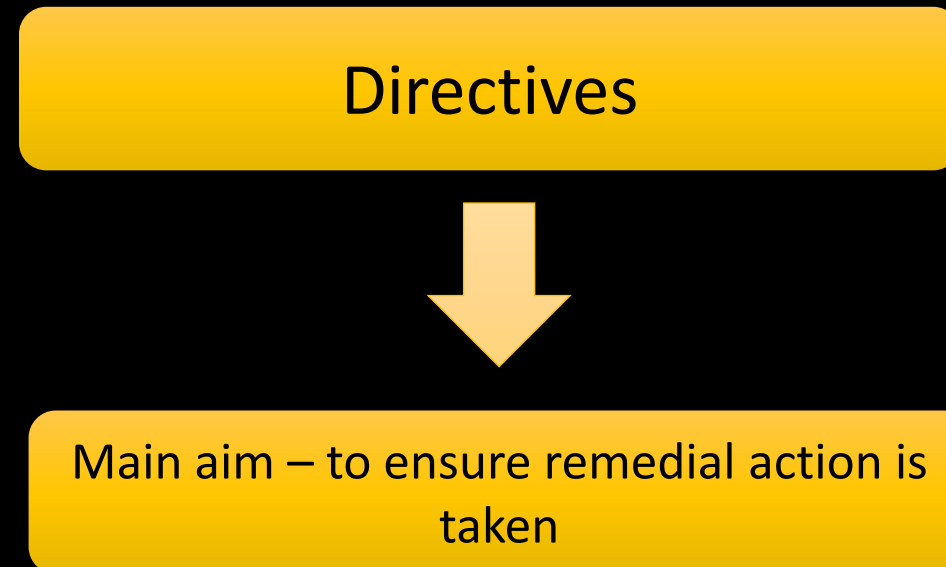 Directives
Main aim – to ensure remedial action is
taken